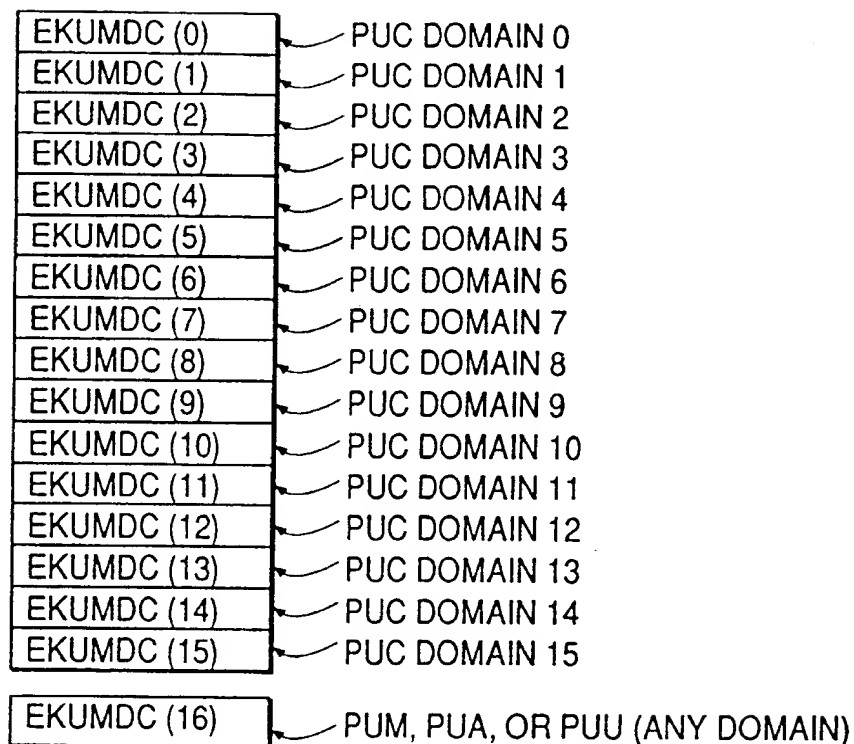 EKUMDC (0) PUC DOMAIN 0
EKUMDC (1) PUC DOMAIN 1
EKUMDC (2) PUC DOMAIN 2
EKUMDC (3) PUC DOMAIN 3
EKUMDC (4) PUC DOMAIN 4
EKUMDC (5) PUC DOMAIN 5
EKUMDC (6) PUC DOMAIN 6
EKUMDC (7) PUC DOMAIN 7
EKUMDC (8) PUC DOMAIN 8
EKUMDC (9) PUC DOMAIN 9
EKUMDC (10) PUC DOMAIN 10
EKUMDC (11) PUC DOMAIN 11
EKUMDC (12) PUC DOMAIN 12
EKUMDC (13) PUC DOMAIN 13
EKUMDC (14) PUC DOMAIN 14
EKUMDC (15) PUC DOMAIN 15
EKUMDC (16) PUM, PUA, OR PUU (ANY DOMAIN)